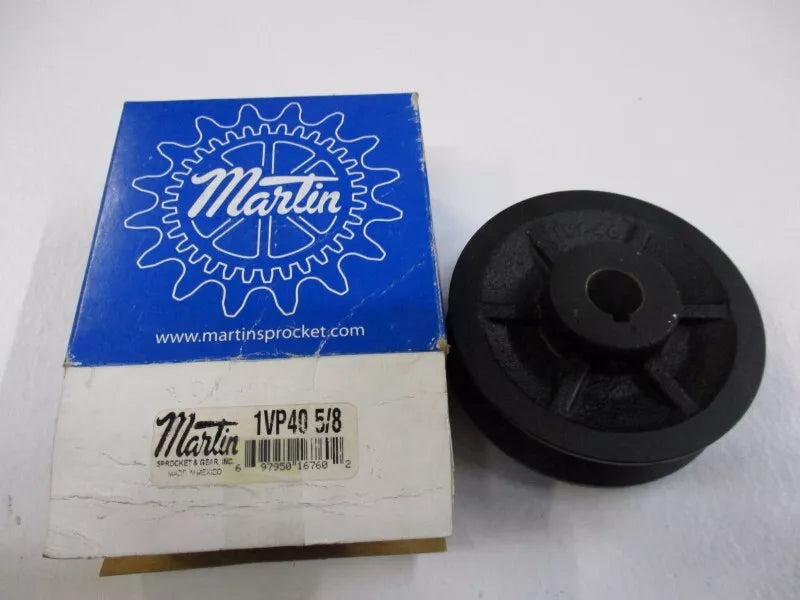 Martin
www.martinsprocket.com
Martin
1VP40 5/8
SPROCKET & GEAR, INC.
MADE IN MEXICO
6 97950 16760 2